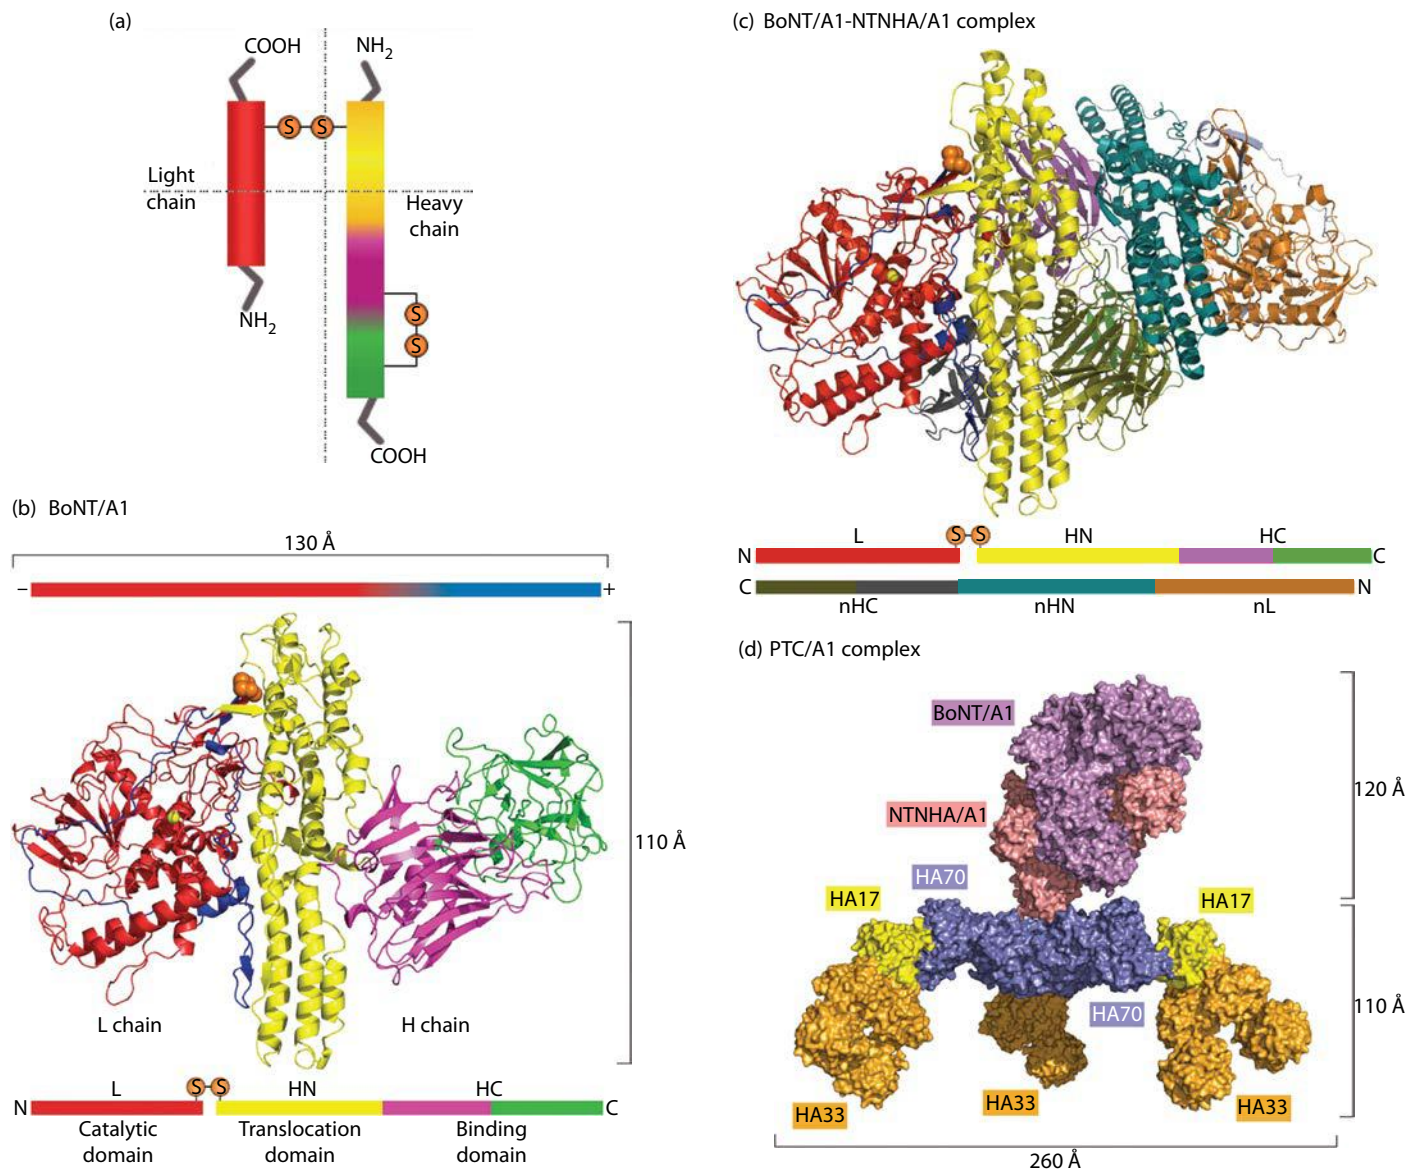 (a)
COOH
NH2
S S
Light
chain
Heavy
chain
S
S
NH2
COOH
(b) BoNT/A1
130 Å
– +
110 Å
L chain
H chain
L S S HN HC
N C
Catalytic
domain
Translocation
domain
Binding
domain
(c) BoNT/A1-NTNHA/A1 complex
L S S HN HC
N C
C N
nHC nHN nL
(d) PTC/A1 complex
BoNT/A1
120 Å
NTNHA/A1
HA70
HA17
HA17
110 Å
HA70
HA33
HA33
HA33
260 Å